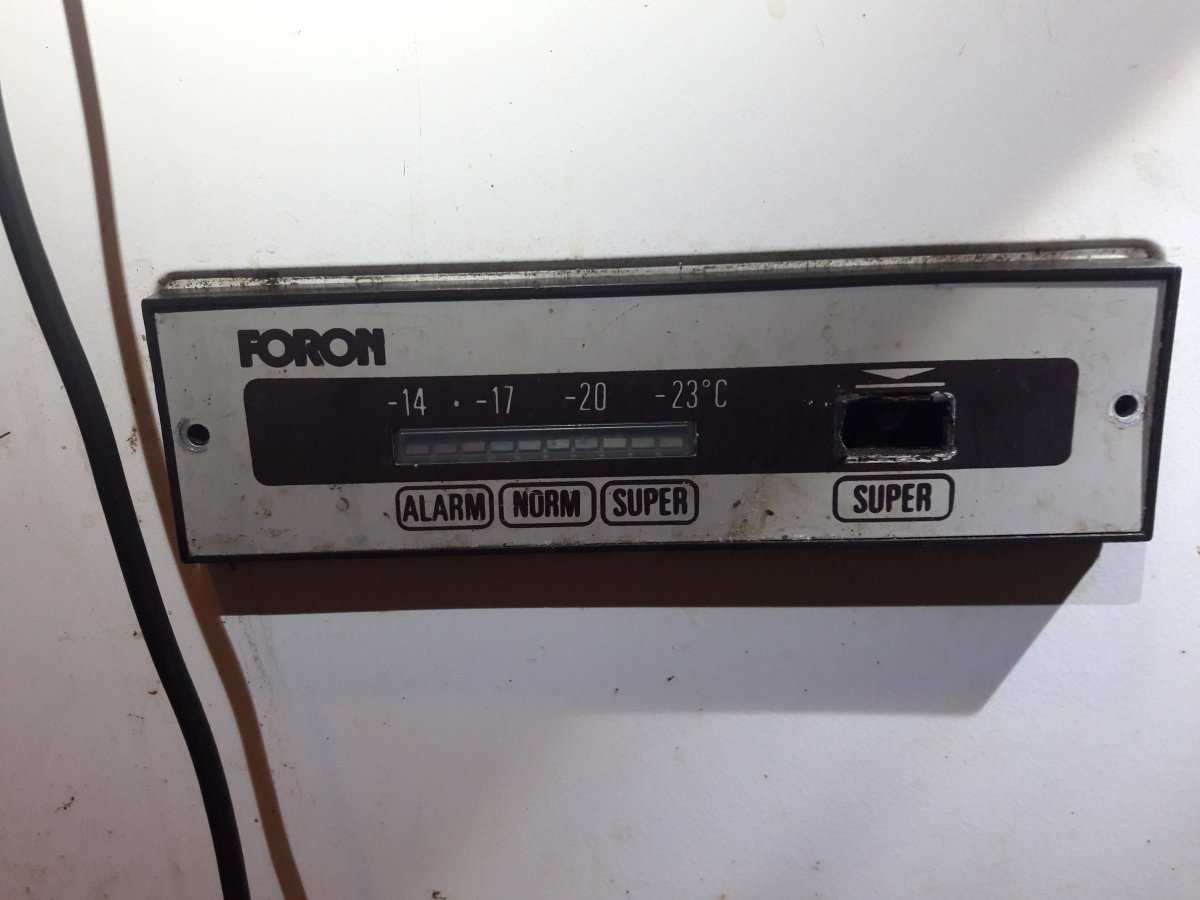 FORON
-14 · -17 -20 -23°C
ALARM NORM SUPER SUPER